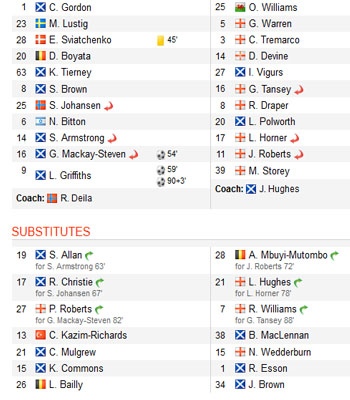 1 C. Gordon
23 M. Lustig
28 E. Sviatchenko 45'
20 D. Boyata
63 K. Tierney
8 S. Brown
25 S. Johansen
6 N. Bitton
14 S. Armstrong
16 G. Mackay-Steven 54'
9 L. Griffiths 59'
90+3'
Coach: R. Deila
25 O. Williams
5 G. Warren
3 C. Tremarco
14 D. Devine
27 I. Vigurs
16 G. Tansey
8 R. Draper
20 L. Polworth
17 L. Horner
11 J. Roberts
39 M. Storey
Coach: J. Hughes
SUBSTITUTES
19 S. Allan
for S. Armstrong 63'
17 R. Christie
for S. Johansen 67'
27 P. Roberts
for G. Mackay-Steven 82'
13 C. Kazim-Richards
21 C. Mulgrew
15 K. Commons
26 L. Bailly
28 A. Mbuyi-Mutombo
for J. Roberts 72'
21 L. Hughes
for L. Horner 78'
7 R. Williams
for G. Tansey 88'
38 B. MacLennan
15 N. Wedderburn
1 R. Esson
34 J. Brown